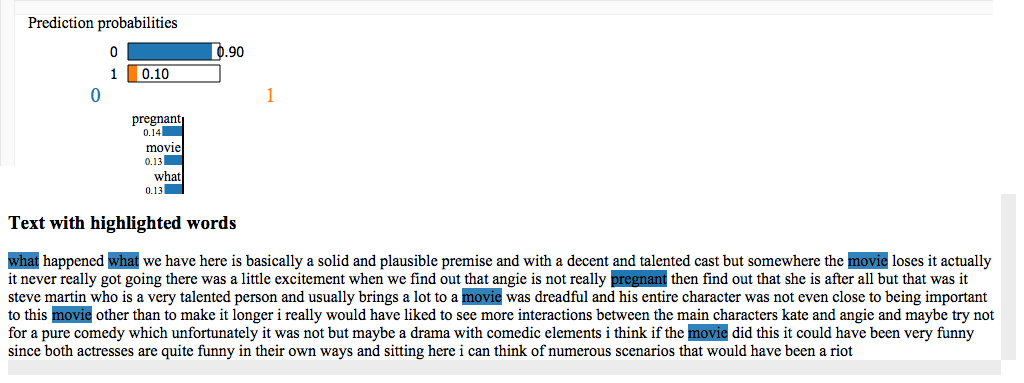 Prediction probabilities
0 0.90
1 0.10
0 1
pregnant
0.14
movie
0.13
what
0.13
Text with highlighted words
what happened what we have here is basically a solid and plausible premise and with a decent and talented cast but somewhere the movie loses it actually
it never really got going there was a little excitement when we find out that angie is not really pregnant then find out that she is after all but that was it
steve martin who is a very talented person and usually brings a lot to a movie was dreadful and his entire character was not even close to being important
to this movie other than to make it longer i really would have liked to see more interactions between the main characters kate and angie and maybe try not
for a pure comedy which unfortunately it was not but maybe a drama with comedic elements i think if the movie did this it could have been very funny
since both actresses are quite funny in their own ways and sitting here i can think of numerous scenarios that would have been a riot